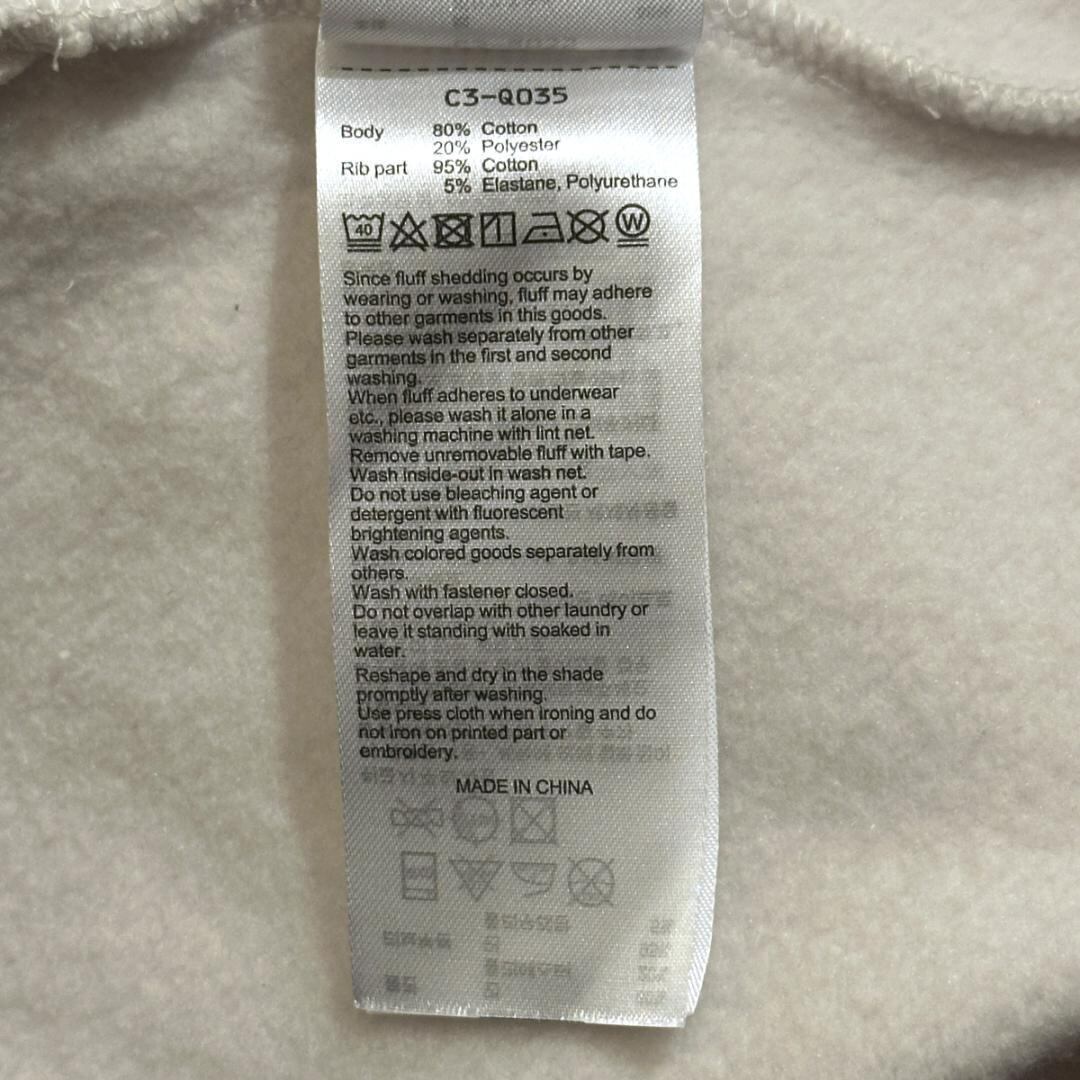 C3-Q035
Body 80% Cotton
20% Polyester
Rib part 95% Cotton
5% Elastane, Polyurethane
40 W
Since fluff shedding occurs by
wearing or washing, fluff may adhere
to other garments in this goods.
Please wash separately from other
garments in the first and second
washing.
When fluff adheres to underwear
etc., please wash it alone in a
washing machine with lint net.
Remove unremovable fluff with tape.
Wash inside-out in wash net.
Do not use bleaching agent or
detergent with fluorescent
brightening agents.
Wash colored goods separately from
others.
Wash with fastener closed.
Do not overlap with other laundry or
leave it standing with soaked in
water.
Reshape and dry in the shade
promptly after washing.
Use press cloth when ironing and do
not iron on printed part or
embroidery.
MADE IN CHINA